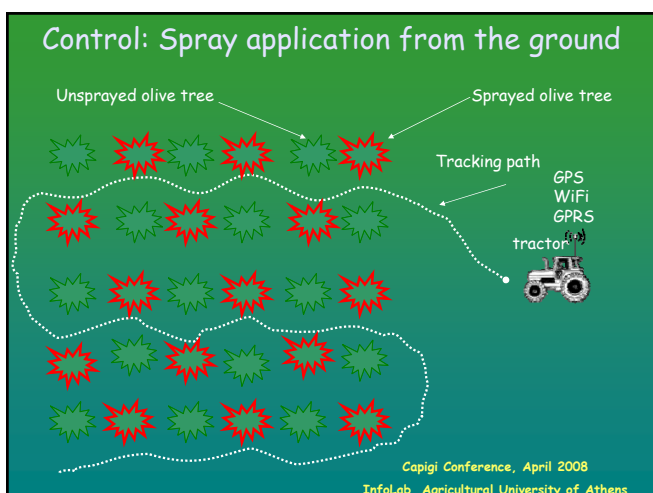 Control: Spray application from the ground
Unsprayed olive tree
Sprayed olive tree
Tracking path
GPS
WiFi
GPRS
tractor
Capigi Conference, April 2008
InfoLab Agricultural University of Athens